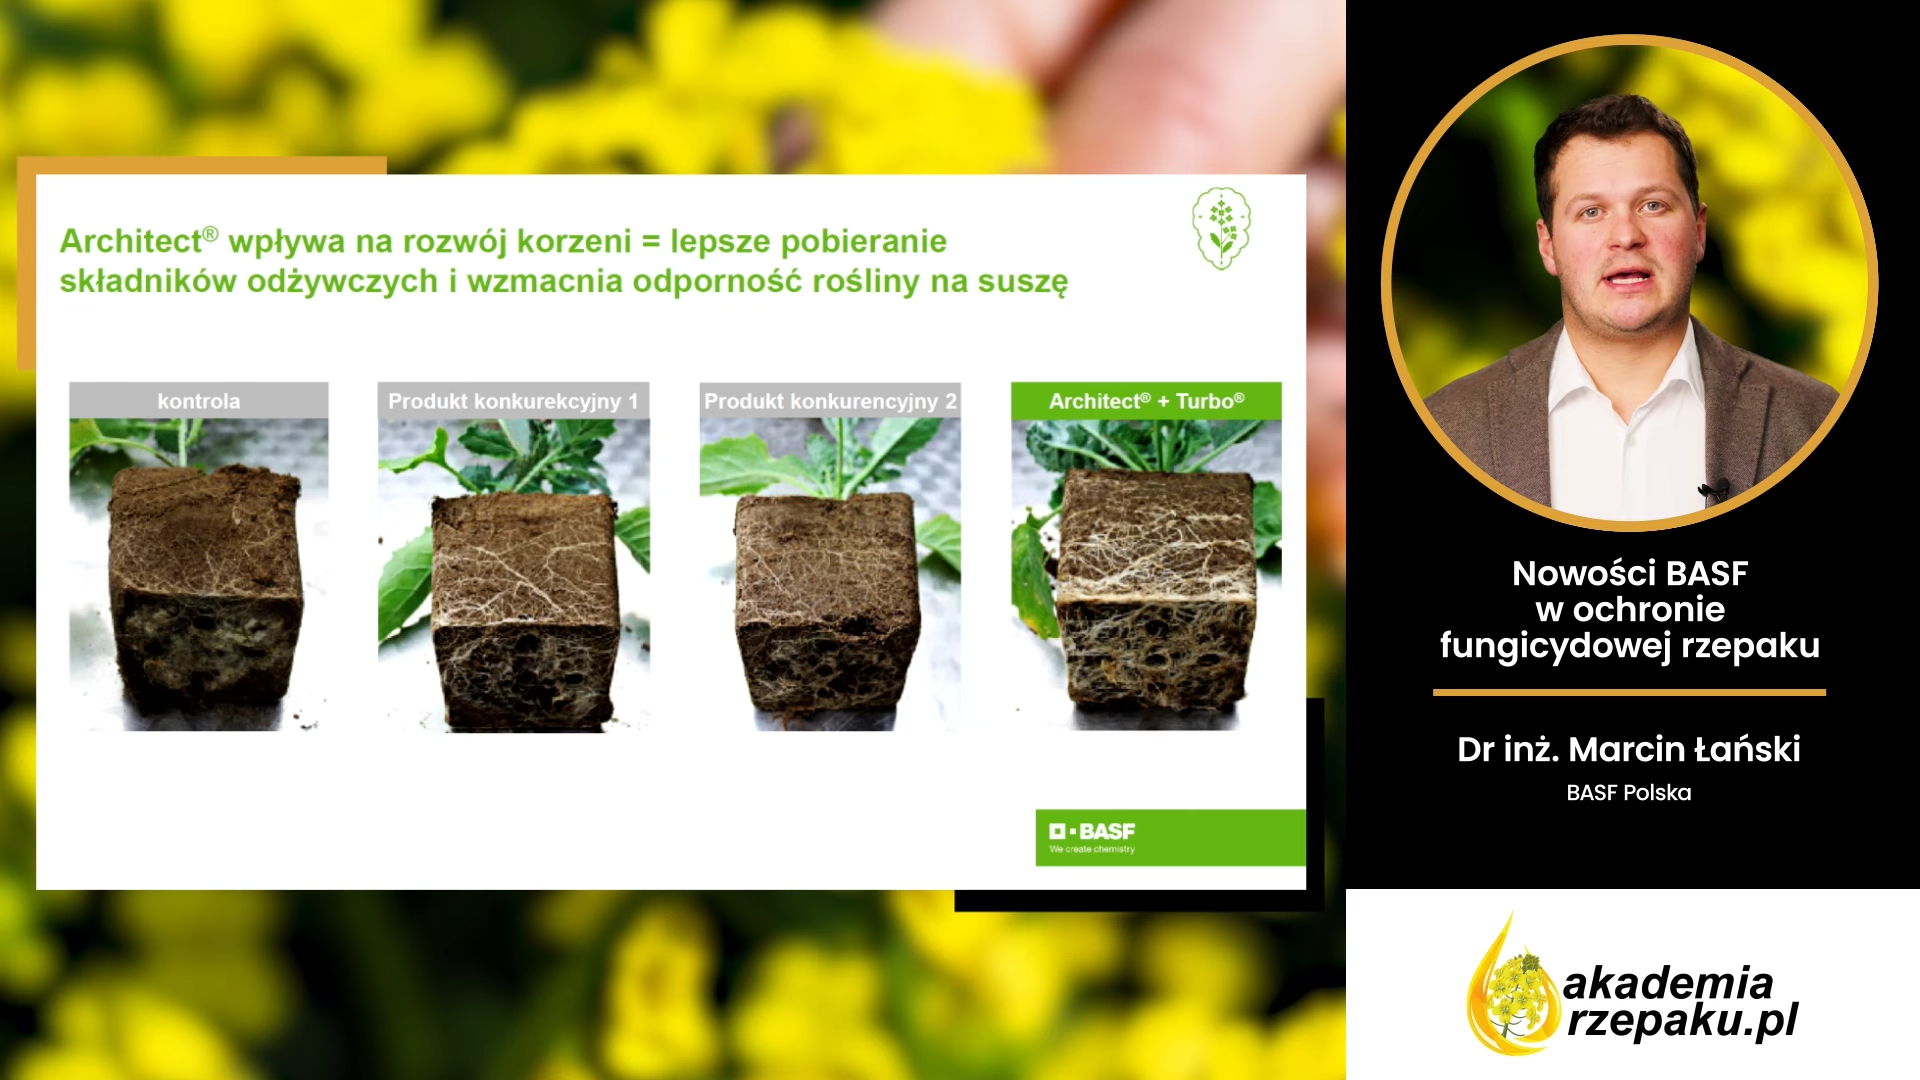 Architect® wpływa na rozwój korzeni = lepsze pobieranie
składników odżywczych i wzmacnia odporność rośliny na suszę
kontrola
Produkt konkurekcyjny 1
Produkt konkurencyjny 2
Architect® + Turbo®
BASF
We create chemistry
Nowości BASF
w ochronie
fungicydowej rzepaku
Dr inż. Marcin Łański
BASF Polska
akademia
rzepaku.pl